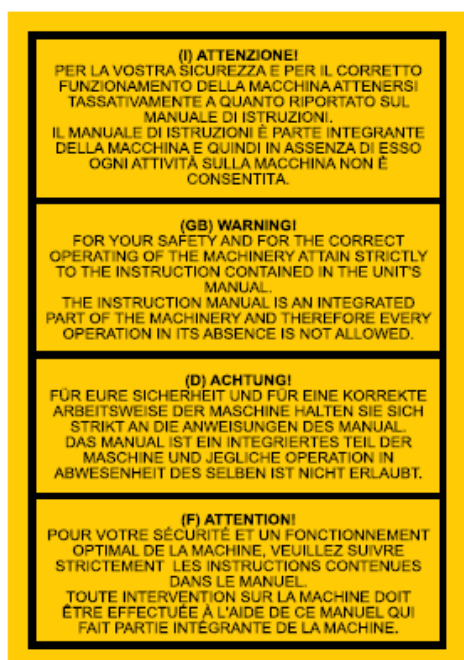 (I) ATTENZIONE!
PER LA VOSTRA SICUREZZA E PER IL CORRETTO
FUNZIONAMENTO DELLA MACCHINA ATTENERSI
TASSATIVAMENTE A QUANTO RIPORTATO SUL
MANUALE DI ISTRUZIONI.
IL MANUALE DI ISTRUZIONI È PARTE INTEGRANTE
DELLA MACCHINA E QUINDI IN ASSENZA DI ESSO
OGNI ATTIVITÀ SULLA MACCHINA NON È
CONSENTITA.
(GB) WARNING!
FOR YOUR SAFETY AND FOR THE CORRECT
OPERATING OF THE MACHINERY ATTAIN STRICTLY
TO THE INSTRUCTION CONTAINED IN THE UNIT'S
MANUAL.
THE INSTRUCTION MANUAL IS AN INTEGRATED
PART OF THE MACHINERY AND THEREFORE EVERY
OPERATION IN ITS ABSENCE IS NOT ALLOWED.
(D) ACHTUNG!
FÜR EURE SICHERHEIT UND FÜR EINE KORREKTE
ARBEITSWEISE DER MASCHINE HALTEN SIE SICH
STRIKT AN DIE ANWEISUNGEN DES MANUAL.
DAS MANUAL IST EIN INTEGRIERTES TEIL DER
MASCHINE UND JEGLICHE OPERATION IN
ABWESENHEIT DES SELBEN IST NICHT ERLAUBT.
(F) ATTENTION!
POUR VOTRE SÉCURITÉ ET UN FONCTIONNEMENT
OPTIMAL DE LA MACHINE, VEUILLEZ SUIVRE
STRICTEMENT LES INSTRUCTIONS CONTENUES
DANS LE MANUEL.
TOUTE INTERVENTION SUR LA MACHINE DOIT
ÊTRE EFFECTUÉE À L'AIDE DE CE MANUEL QUI
FAIT PARTIE INTÉGRANTE DE LA MACHINE.